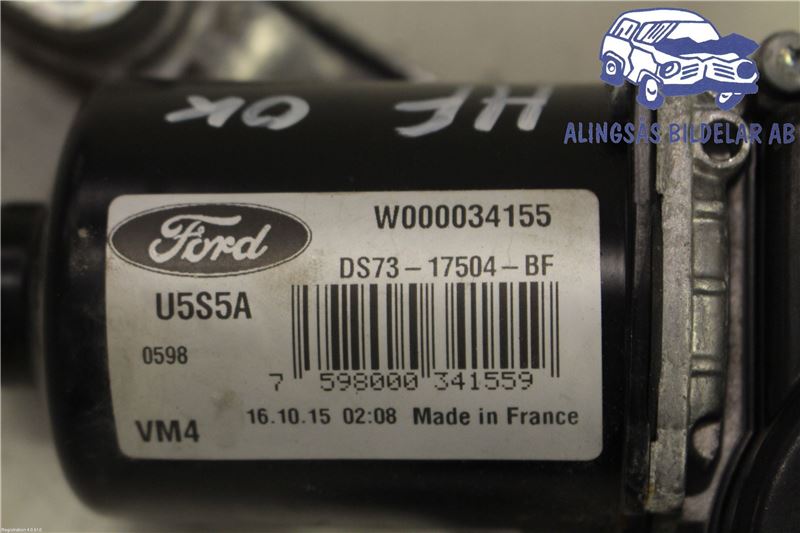 HF OK
ALINGSÅS BILDELAR AB
Ford
W000034155
DS73-17504-BF
U5S5A
0598
7 598000 341559
16.10.15 02:08 Made in France
VM4